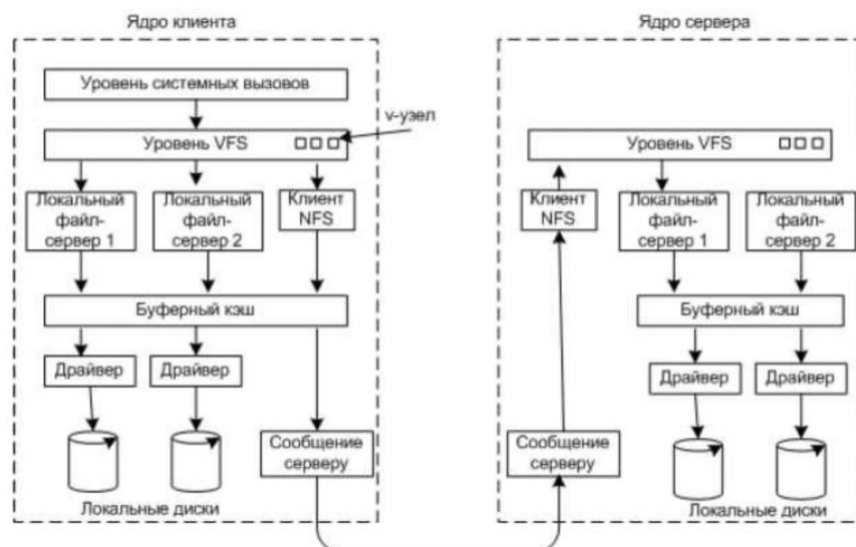 Ядро клиента
Уровень системных вызовов
v-узел
Уровень VFS
Локальный
файл-
сервер 1
Локальный
файл-
сервер 2
Клиент
NFS
Буферный кэш
Драйвер
Драйвер
Сообщение
серверу
Локальные диски
Ядро сервера
Уровень VFS
Клиент
NFS
Локальный
файл-
сервер 1
Локальный
файл-
сервер 2
Буферный кэш
Драйвер
Драйвер
Сообщение
серверу
Локальные диски